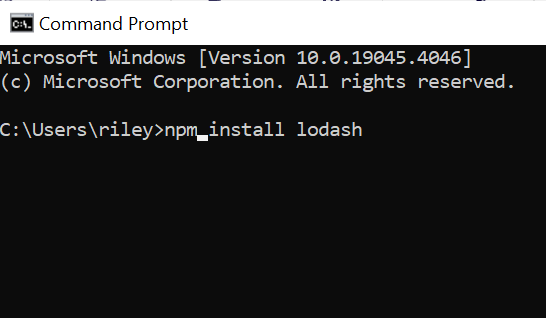 Command Prompt
Microsoft Windows [Version 10.0.19045.4046]
(c) Microsoft Corporation. All rights reserved.
C:\Users\riley>npm install lodash